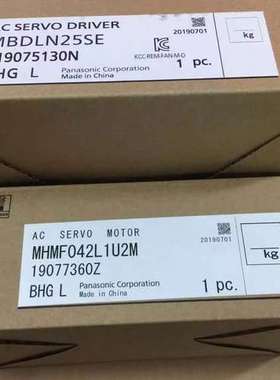 AC SERVO DRIVER
MBDLN25SE
19075130N
BHG L
Panasonic Corporation
Made in China
KCC-REM-FAN-M-D
20190701
1 pc.
kg
AC SERVO MOTOR
MHMF042L1U2M
19077360Z
BHG L
Panasonic Corporation
Made in China
20190701
1 pc.
kg